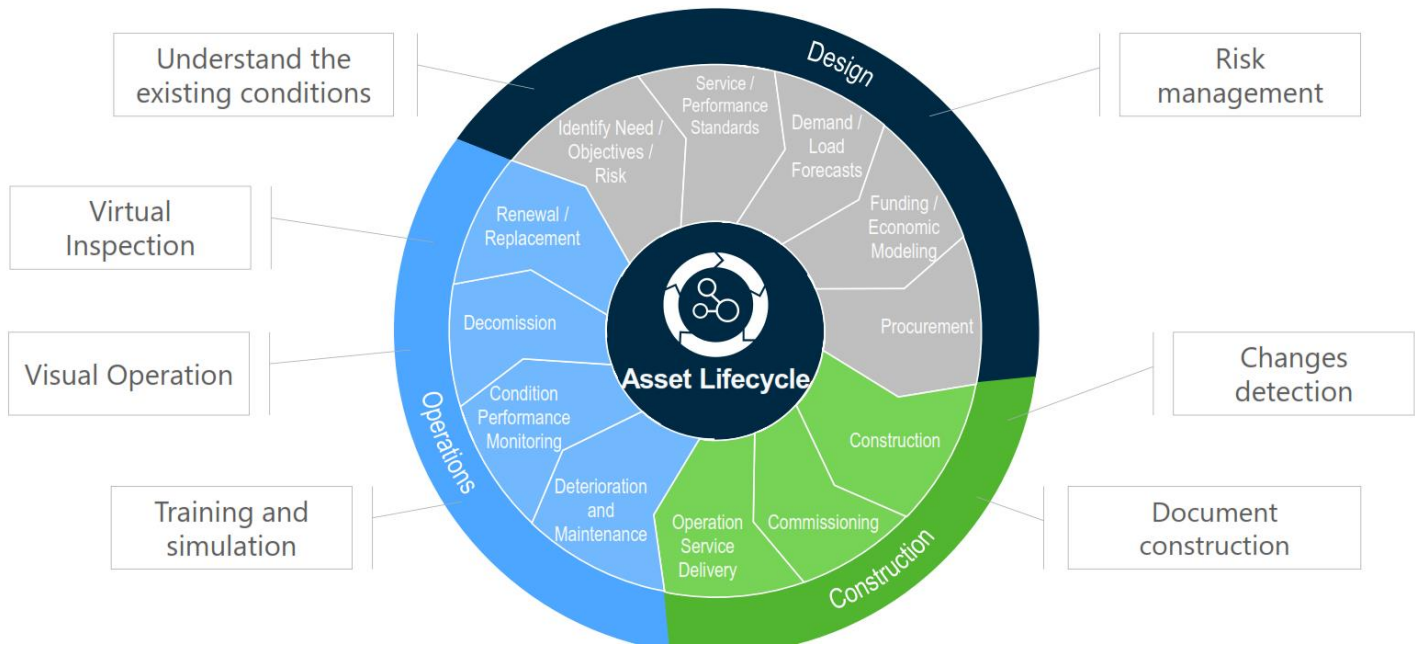 Understand the
existing conditions
Virtual
Inspection
Visual Operation
Training and
simulation
Design
Service /
Performance
Standards
Identify Need /
Objectives /
Risk
Demand /
Load
Forecasts
Funding /
Economic
Modeling
Procurement
Renewal /
Replacement
Decomission
Condition
Performance
Monitoring
Deterioration
and
Maintenance
Operation
Service
Delivery
Commissioning
Construction
Asset Lifecycle
Operations
Construction
Risk
management
Changes
detection
Document
construction